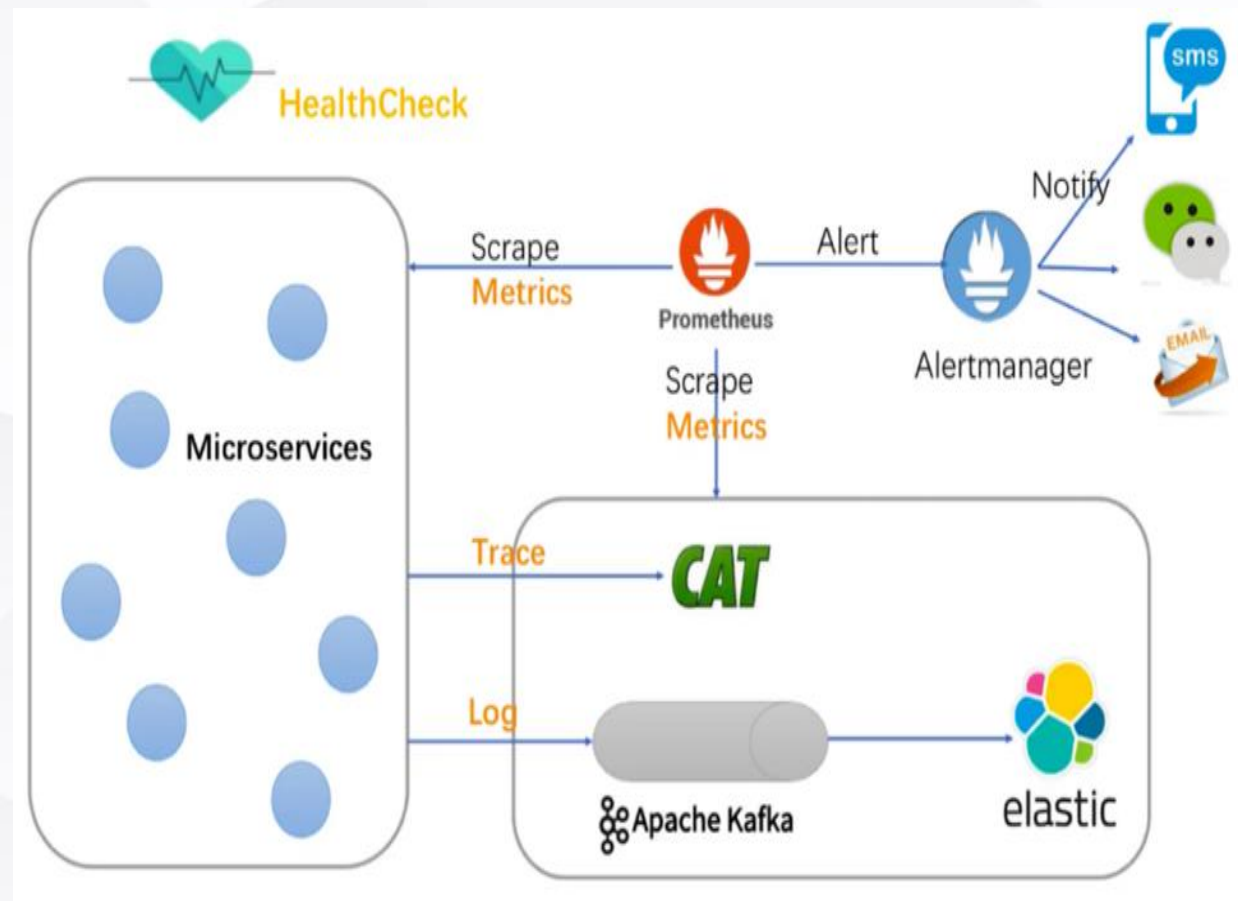 HealthCheck
sms
Notify
Scrape
Metrics
Alert
Prometheus
Alertmanager
EMAIL
Scrape
Metrics
Microservices
Trace
CAT
Log
Apache Kafka
elastic